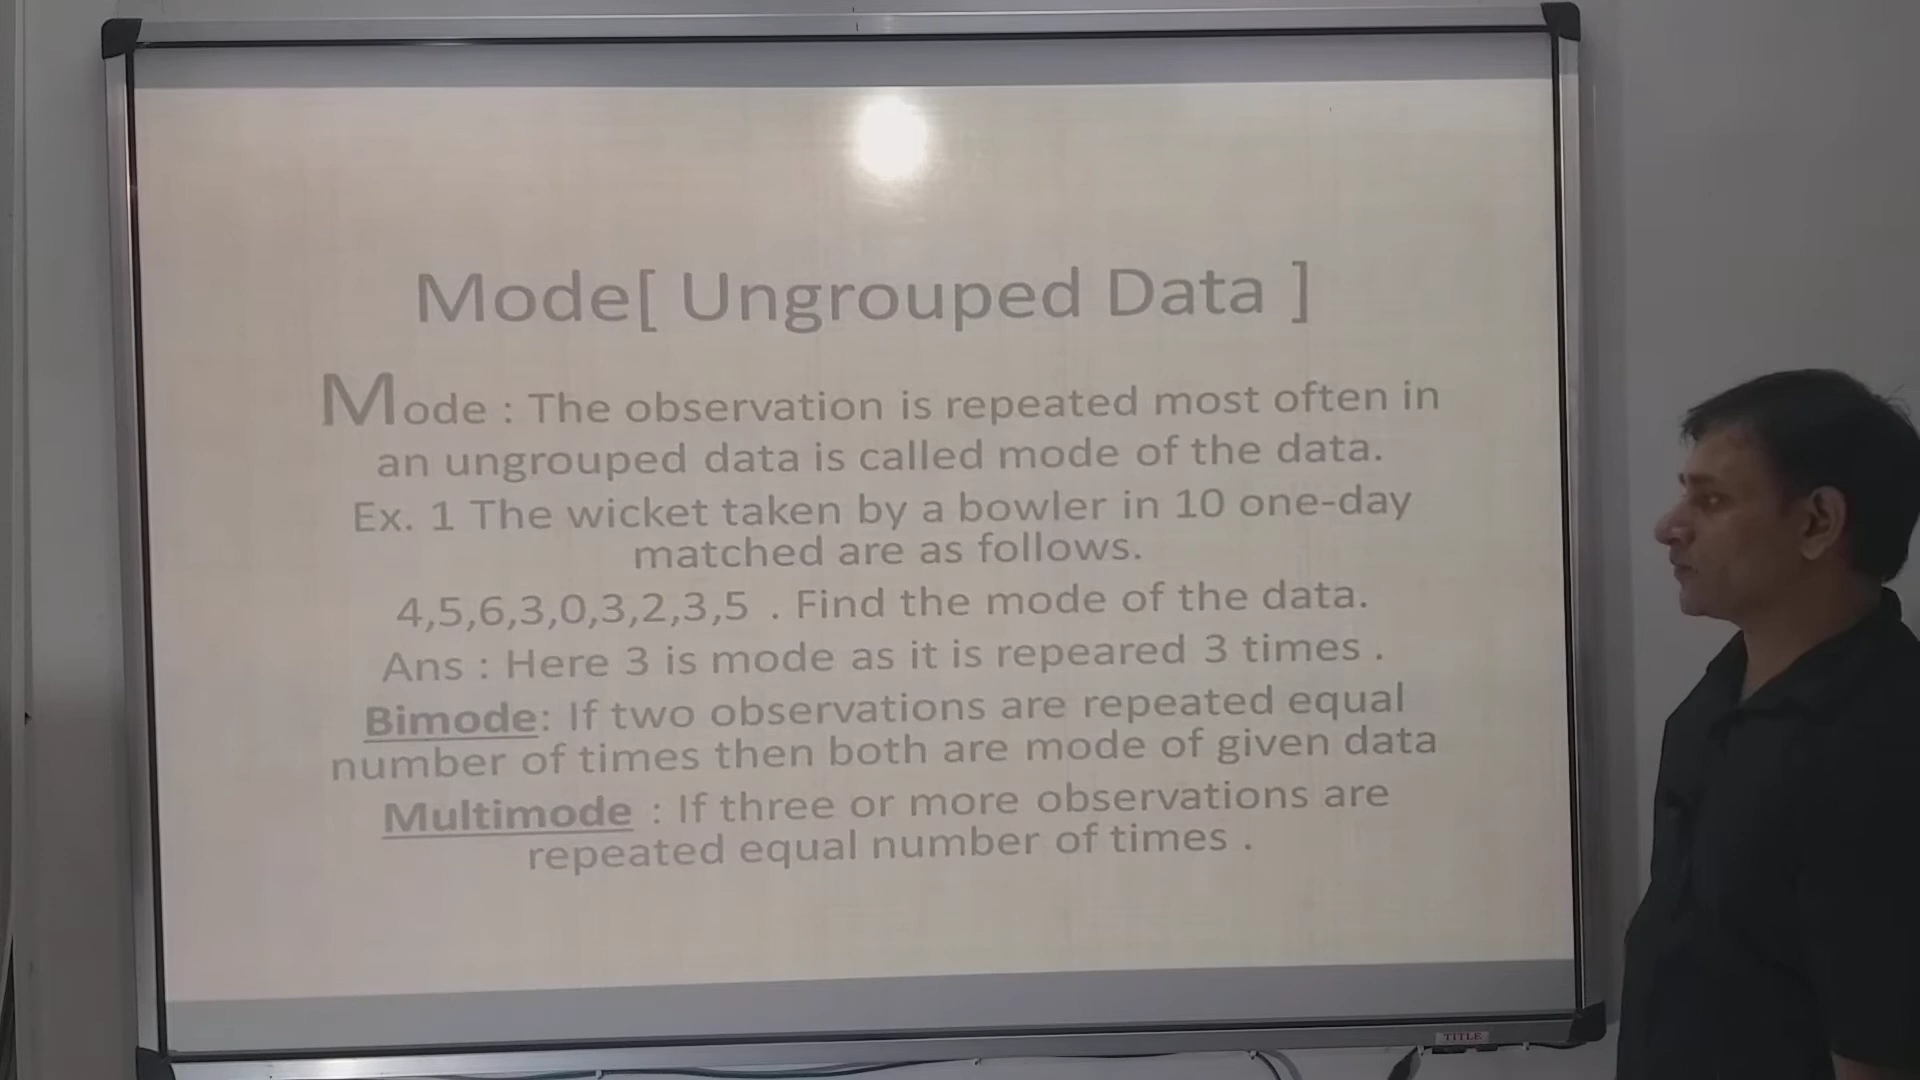 Mode[ Ungrouped Data ]
Mode : The observation is repeated most often in
an ungrouped data is called mode of the data.
Ex. 1 The wicket taken by a bowler in 10 one-day
matched are as follows.
4,5,6,3,0,3,2,3,5 . Find the mode of the data.
Ans : Here 3 is mode as it is repeared 3 times .
Bimode: If two observations are repeated equal
number of times then both are mode of given data
Multimode : If three or more observations are
repeated equal number of times .
TITLE